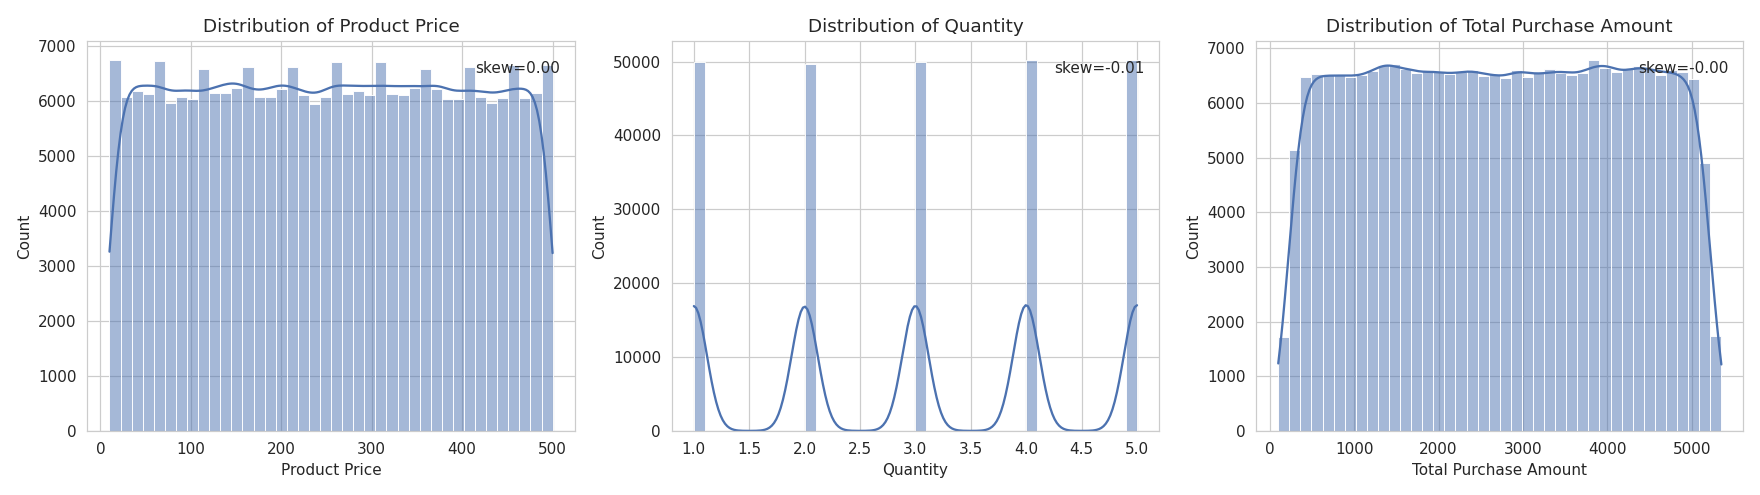 Distribution of Product Price
skew=0.00
7000
6000
5000
4000
3000
2000
1000
0
Count
0 100 200 300 400 500
Product Price
Distribution of Quantity
skew=-0.01
50000
40000
30000
20000
10000
0
Count
1.0 1.5 2.0 2.5 3.0 3.5 4.0 4.5 5.0
Quantity
Distribution of Total Purchase Amount
skew=-0.00
7000
6000
5000
4000
3000
2000
1000
0
Count
0 1000 2000 3000 4000 5000
Total Purchase Amount